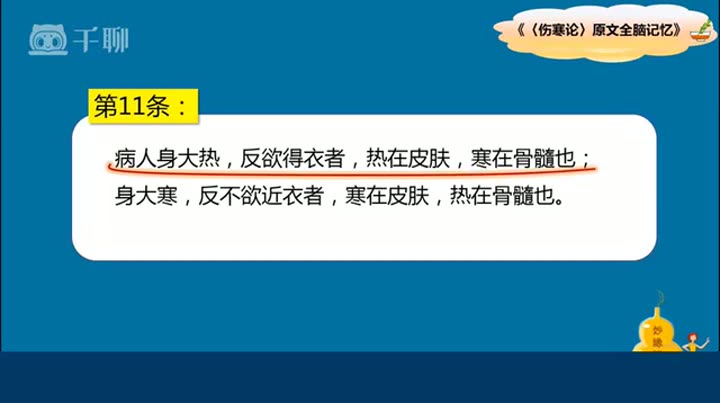 千聊
《〈伤寒论〉原文全脑记忆》
第11条：
病人身大热，反欲得衣者，热在皮肤，寒在骨髓也；
身大寒，反不欲近衣者，寒在皮肤，热在骨髓也。
妙
缘